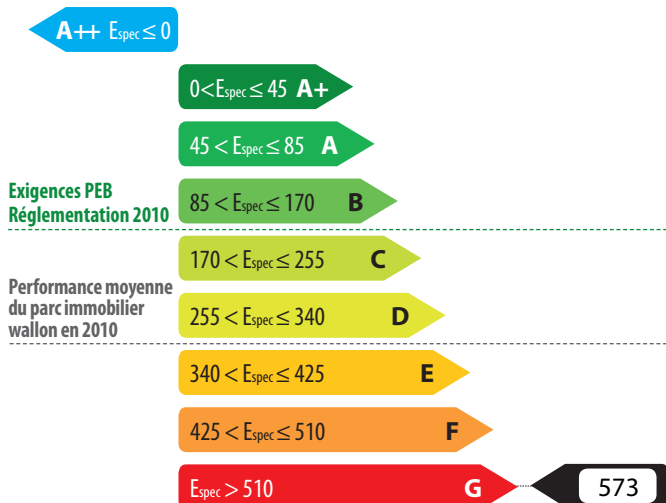 A++ Espec ≤ 0
0 < Espec ≤ 45 A+
45 < Espec ≤ 85 A
Exigences PEB
Réglementation 2010
85 < Espec ≤ 170 B
170 < Espec ≤ 255 C
Performance moyenne
du parc immobilier
wallon en 2010
255 < Espec ≤ 340 D
340 < Espec ≤ 425 E
425 < Espec ≤ 510 F
Espec > 510 G
573